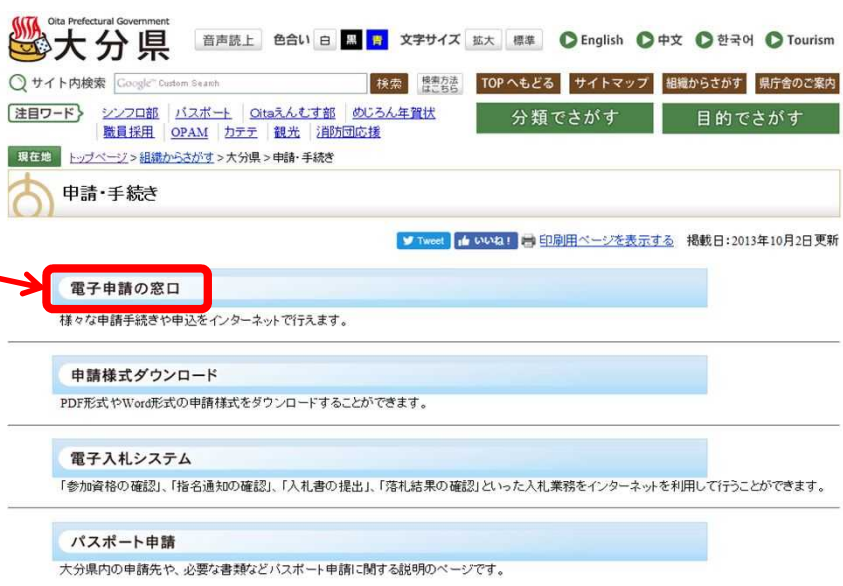 Oita Prefectural Government
大分県 音声読上 色合い 白 黒 青 文字サイズ 拡大 標準 English 中文 한국어 Tourism
サイト内検索 Google™ Custom Search 検索 検索方法はこちら TOPへもどる サイトマップ 組織からさがす 県庁舎のご案内
注目ワード シンフロ部 パスポート Oitaえんむす部 めじろん年賀状 分類でさがす 目的でさがす
職員採用 OPAM カテテ 観光 消防団応援
現在地 トップページ > 組織からさがす > 大分県 > 申請・手続き
申請・手続き
Tweet いいね! 印刷用ページを表示する 掲載日:2013年10月2日更新
電子申請の窓口
様々な申請手続きや申込をインターネットで行えます。
申請様式ダウンロード
PDF形式やWord形式の申請様式をダウンロードすることができます。
電子入札システム
「参加資格の確認」、「指名通知の確認」、「入札書の提出」、「落札結果の確認」といった入札業務をインターネットを利用して行うことができます。
パスポート申請
大分県内の申請先や、必要な書類などパスポート申請に関する説明のページです。